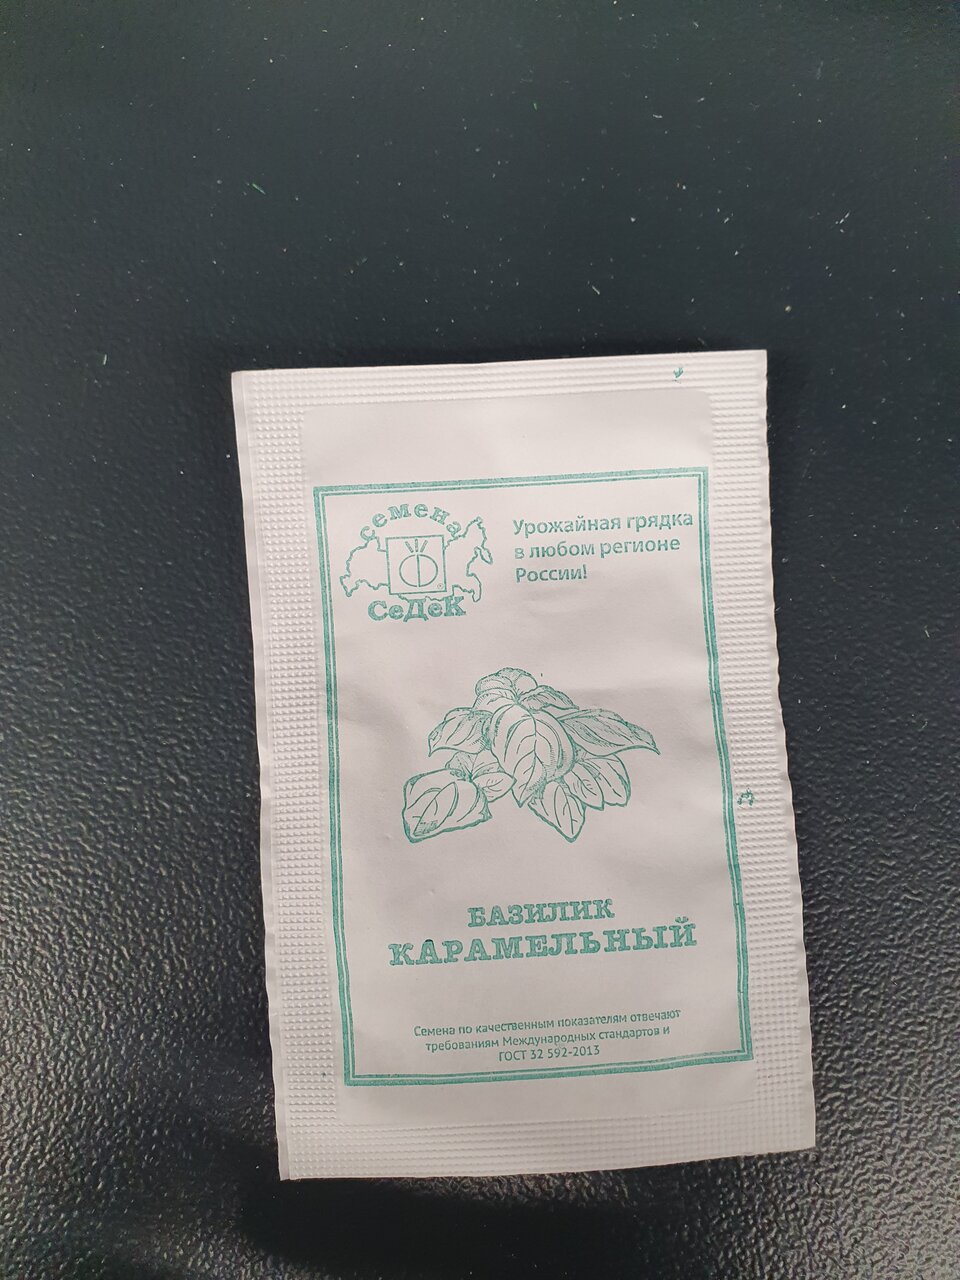 семена
СеДеК
Урожайная грядка
в любом регионе
России!
БАЗИЛИК
КАРАМЕЛЬНЫЙ
Семена по качественным показателям отвечают
требованиям Международных стандартов и
ГОСТ 32 592-2013